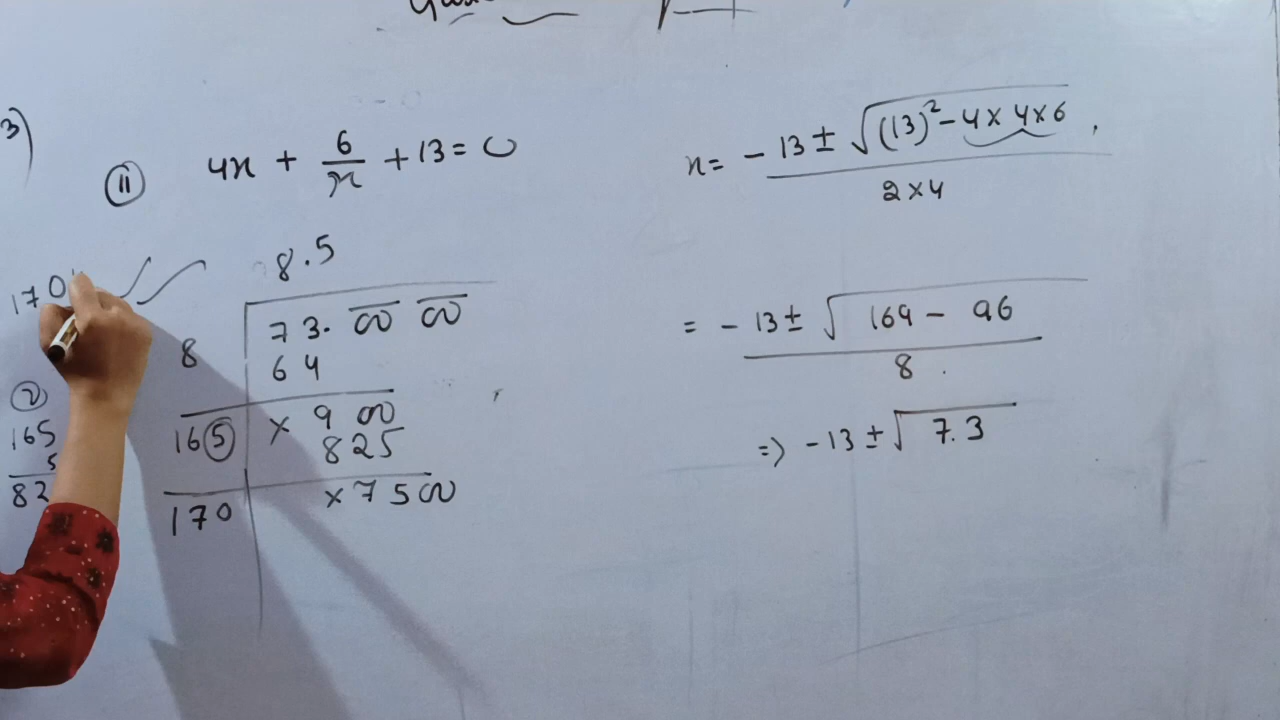 3)
(ii) 4x + 6/x + 13 = 0
8.5
73. 00 00
8
64
165
× 9 00
825
170
× 75 00
170
(2)
165
5
82
x = -13 ± √(13)² - 4 × 4 × 6 ,
2 × 4
= -13 ± √169 - 96
8 .
=> -13 ± √7.3